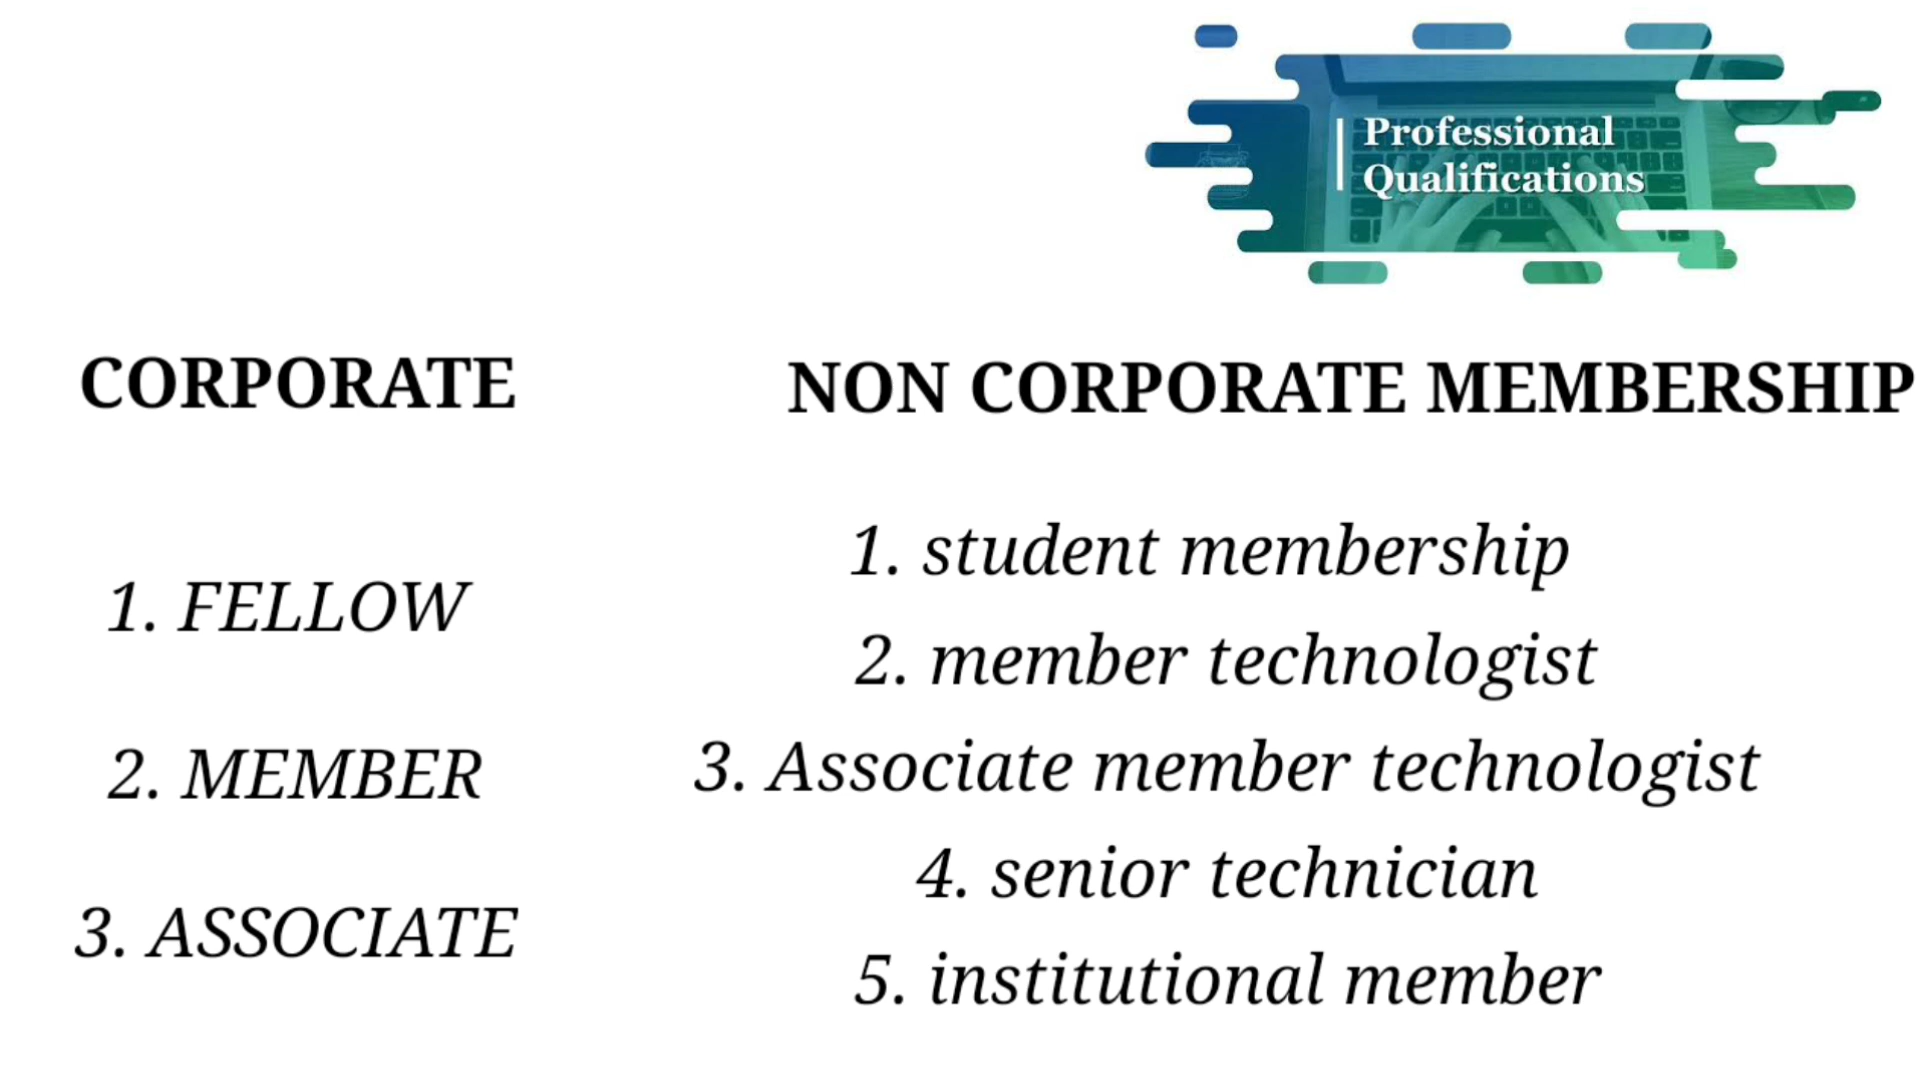 Professional
Qualifications
CORPORATE
1. FELLOW
2. MEMBER
3. ASSOCIATE
NON CORPORATE MEMBERSHIP
1. student membership
2. member technologist
3. Associate member technologist
4. senior technician
5. institutional member